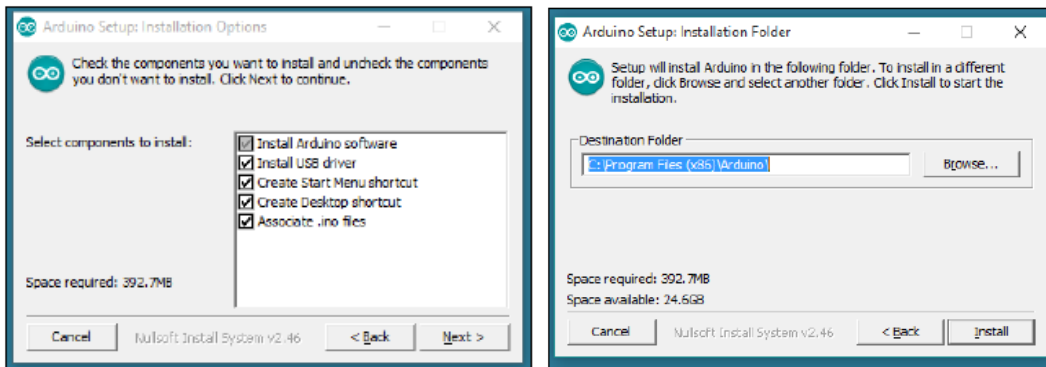 Arduino Setup: Installation Options
Check the components you want to install and uncheck the components
you don't want to install. Click Next to continue.
Select components to install:
Install Arduino software
Install USB driver
Create Start Menu shortcut
Create Desktop shortcut
Associate .ino files
Space required: 392.7MB
Cancel
Nullsoft Install System v2.46
< Back
Next >
Arduino Setup: Installation Folder
Setup will install Arduino in the following folder. To install in a different
folder, click Browse and select another folder. Click Install to start the
installation.
Destination Folder
C:\Program Files (x86)\Arduino\
Browse...
Space required: 392.7MB
Space available: 24.6GB
Cancel
Nullsoft Install System v2.46
< Back
Install